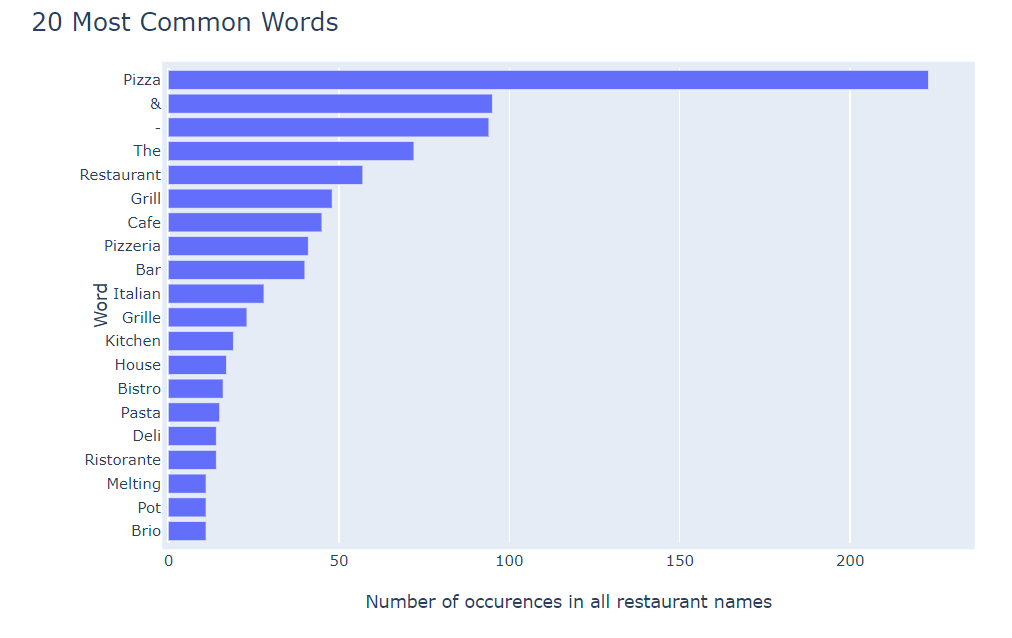 20 Most Common Words
Pizza
&
-
The
Restaurant
Grill
Cafe
Pizzeria
Bar
Italian
Word
Grille
Kitchen
House
Bistro
Pasta
Deli
Ristorante
Melting
Pot
Brio
0 50 100 150 200
Number of occurences in all restaurant names